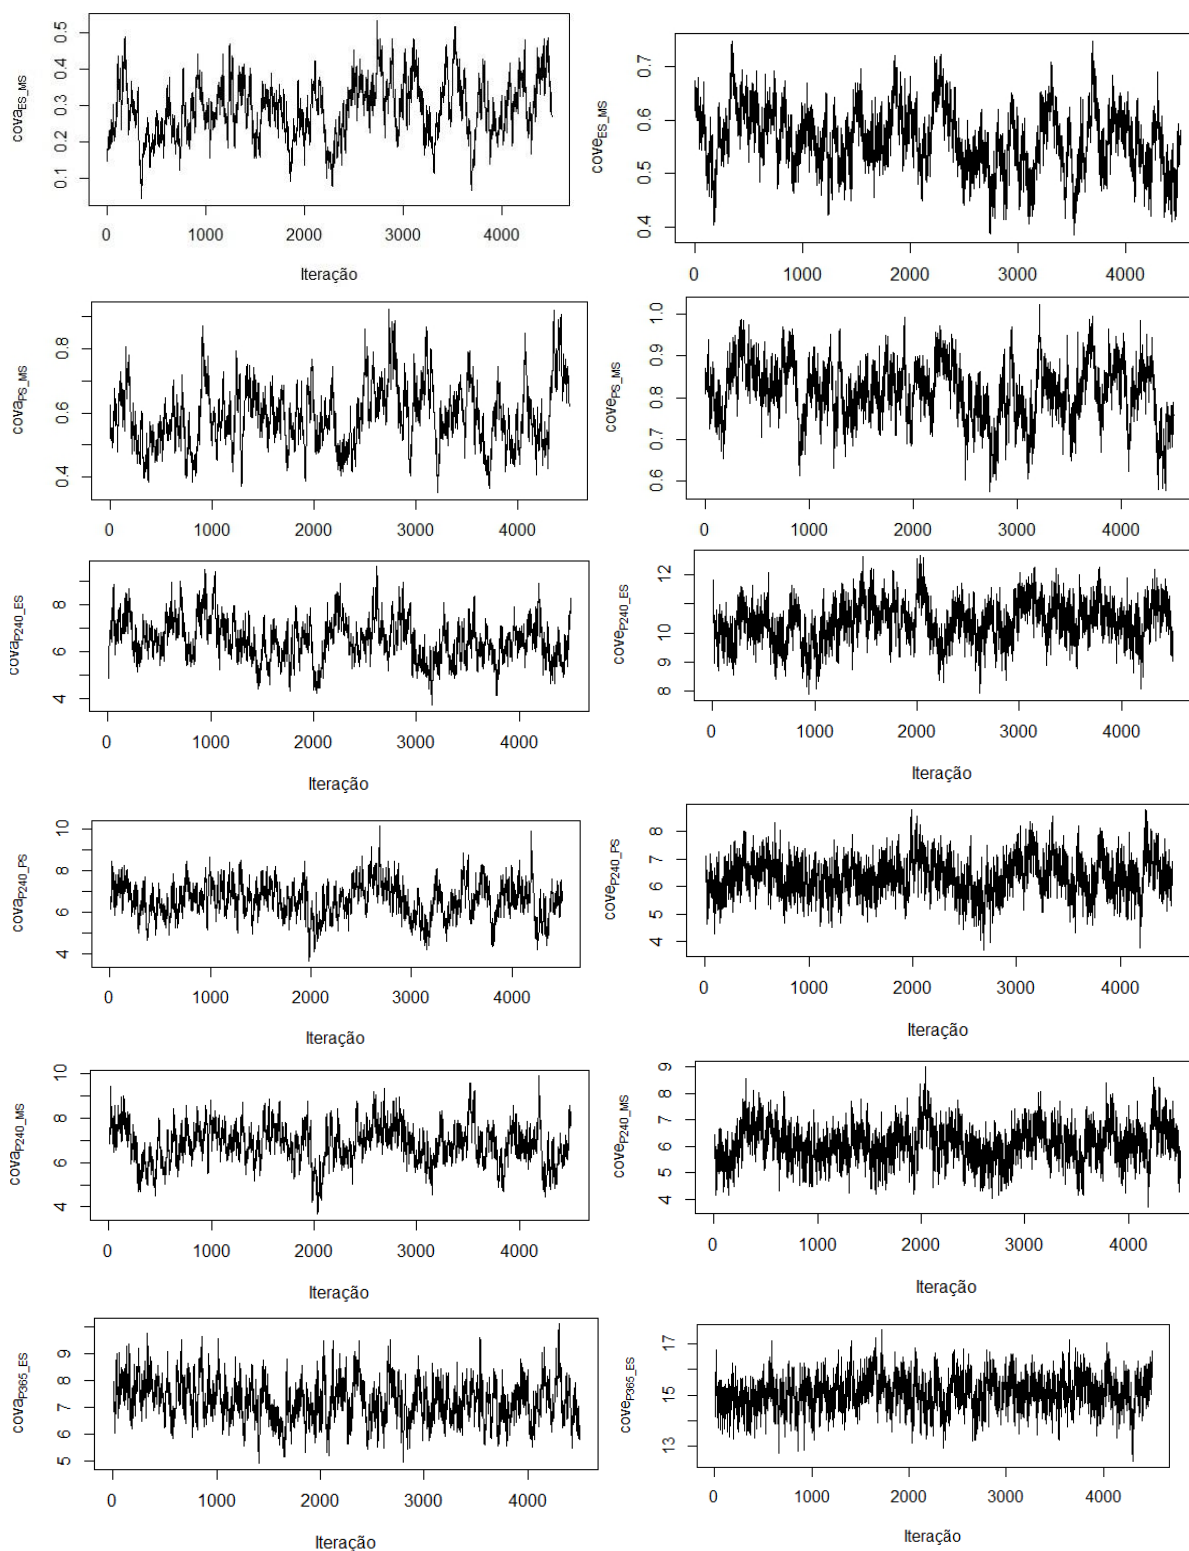 cova_ES_MS
0.1 0.2 0.3 0.4 0.5
0 1000 2000 3000 4000
Iteração
cove_ES_MS
0.4 0.5 0.6 0.7
0 1000 2000 3000 4000
cova_PS_MS
0.4 0.6 0.8
0 1000 2000 3000 4000
cove_PS_MS
0.6 0.7 0.8 0.9 1.0
0 1000 2000 3000 4000
cova_P240_ES
4 6 8
0 1000 2000 3000 4000
Iteração
cove_P240_ES
8 9 10 12
0 1000 2000 3000 4000
Iteração
cova_P240_PS
4 6 8 10
0 1000 2000 3000 4000
Iteração
cove_P240_PS
4 5 6 7 8
0 1000 2000 3000 4000
Iteração
cova_P240_MS
4 6 8 10
0 1000 2000 3000 4000
Iteração
cove_P240_MS
4 5 6 7 8 9
0 1000 2000 3000 4000
Iteração
cova_P365_ES
5 6 7 8 9
0 1000 2000 3000 4000
Iteração
cove_P365_ES
13 15 17
0 1000 2000 3000 4000
Iteração